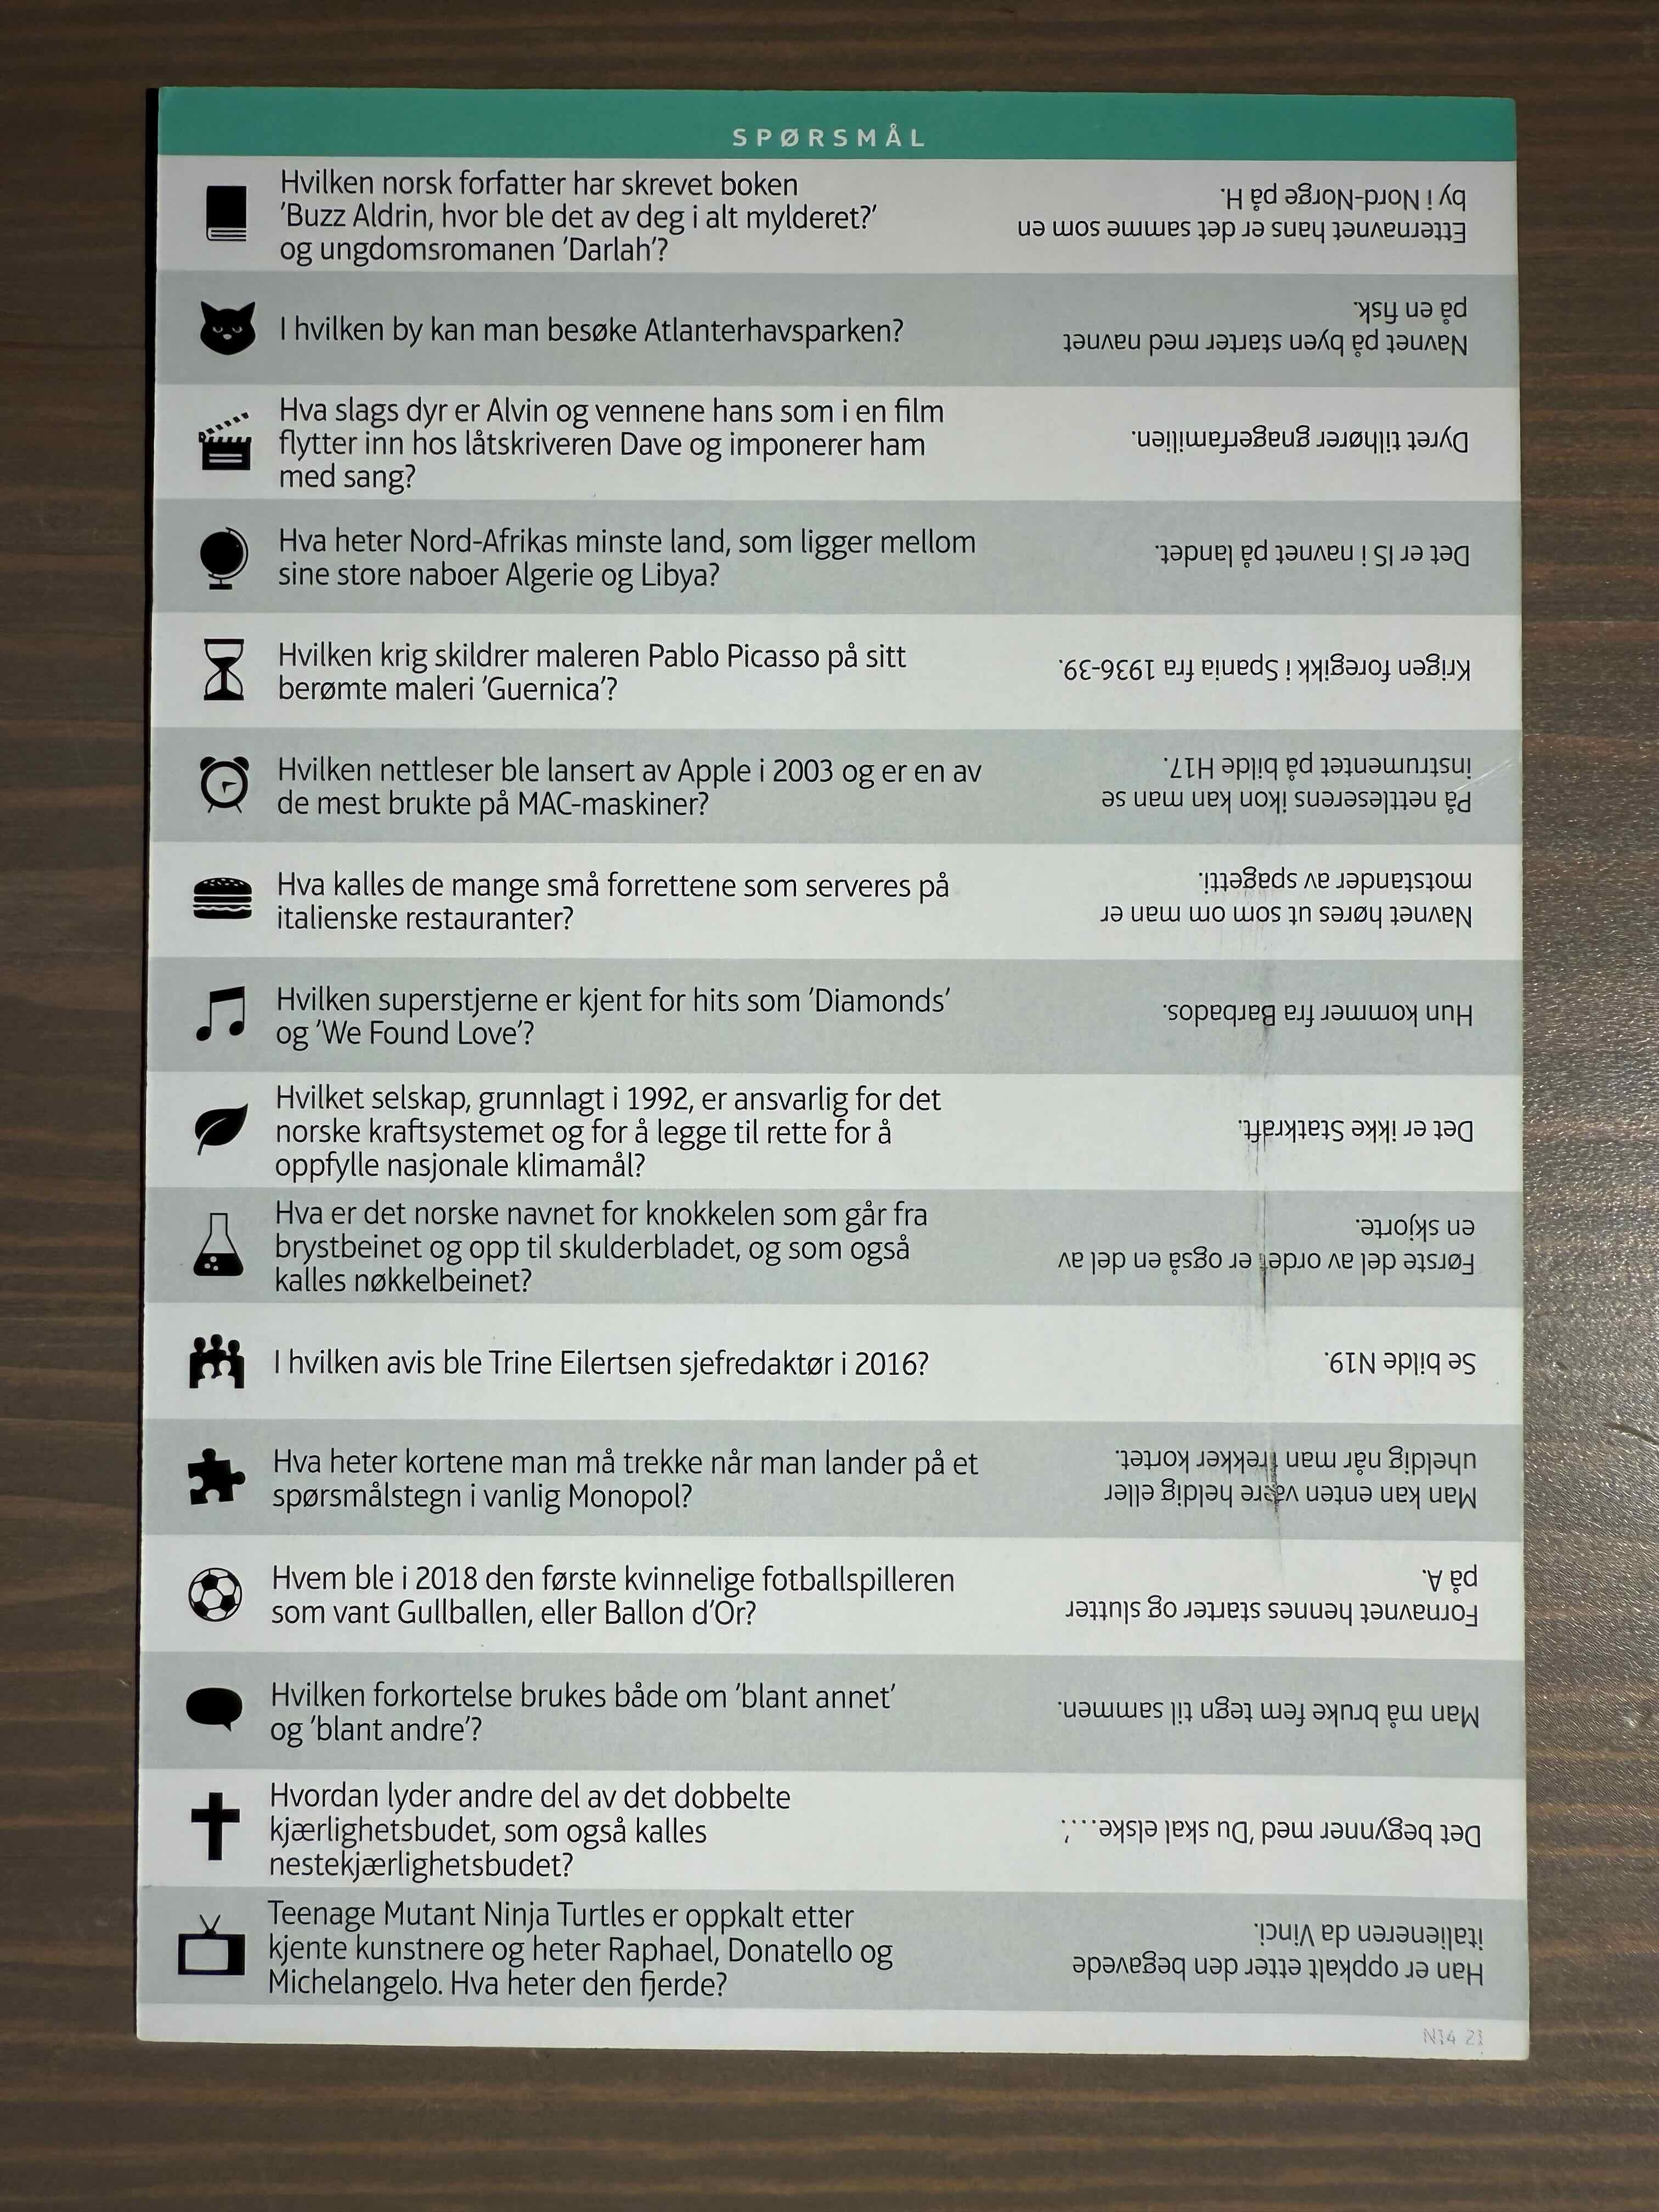 SPØRSMÅL
Hvilken norsk forfatter har skrevet boken
'Buzz Aldrin, hvor ble det av deg i alt mylderet?'
og ungdomsromanen 'Darlah'?
Etternavnet hans er det samme som en
by i Nord-Norge på H.
I hvilken by kan man besøke Atlanterhavsparken?
Navnet på byen starter med navnet
på en fisk.
Hva slags dyr er Alvin og vennene hans som i en film
flytter inn hos låtskriveren Dave og imponerer ham
med sang?
Dyret tilhører gnagerfamilien.
Hva heter Nord-Afrikas minste land, som ligger mellom
sine store naboer Algerie og Libya?
Det er IS i navnet på landet.
Hvilken krig skildrer maleren Pablo Picasso på sitt
berømte maleri 'Guernica'?
Krigen foregikk i Spania fra 1936-39.
Hvilken nettleser ble lansert av Apple i 2003 og er en av
de mest brukte på MAC-maskiner?
På nettleserens ikon kan man se
instrumentet på bilde H17.
Hva kalles de mange små forrettene som serveres på
italienske restauranter?
Navnet høres ut som om man er
motstander av spagetti.
Hvilken superstjerne er kjent for hits som 'Diamonds'
og 'We Found Love'?
Hun kommer fra Barbados.
Hvilket selskap, grunnlagt i 1992, er ansvarlig for det
norske kraftsystemet og for å legge til rette for å
oppfylle nasjonale klimamål?
Det er ikke Statkraft.
Hva er det norske navnet for knokkelen som går fra
brystbeinet og opp til skulderbladet, og som også
kalles nøkkelbeinet?
Første del av ordet er også en del av
en skjorte.
I hvilken avis ble Trine Eilertsen sjefredaktør i 2016?
Se bilde N19.
Hva heter kortene man må trekke når man lander på et
spørsmålstegn i vanlig Monopol?
Man kan enten være heldig eller
uheldig når man trekker kortet.
Hvem ble i 2018 den første kvinnelige fotballspilleren
som vant Gullballen, eller Ballon d'Or?
Fornavnet hennes starter og slutter
på A.
Hvilken forkortelse brukes både om 'blant annet'
og 'blant andre'?
Man må bruke fem tegn til sammen.
Hvordan lyder andre del av det dobbelte
kjærlighetsbudet, som også kalles
nestekjærlighetsbudet?
Det begynner med 'Du skal elske….'.
Teenage Mutant Ninja Turtles er oppkalt etter
kjente kunstnere og heter Raphael, Donatello og
Michelangelo. Hva heter den fjerde?
Han er oppkalt etter den begavede
italieneren da Vinci.
N14 21